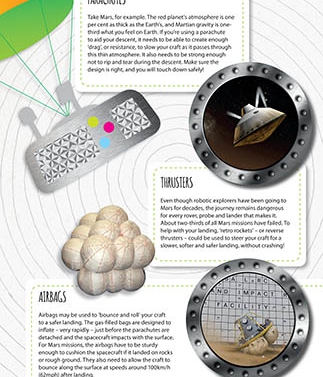 PARACHUTES
Take Mars, for example. The red planet's atmosphere is one
per cent as thick as the Earth's, and Martian gravity is one-
third what you feel on Earth. If you're using a parachute
to aid your descent, it needs to be able to create enough
'drag', or resistance, to slow your craft as it passes through
this thin atmosphere. It also needs to be strong enough
not to rip and tear during the descent. Make sure the
design is right, and you will touch down safely!
THRUSTERS
Even though robotic explorers have been going to
Mars for decades, the journey remains dangerous
for every rover, probe and lander that makes it.
About two-thirds of all Mars missions have failed. To
help with your landing, 'retro rockets' – or reverse
thrusters – could be used to steer your craft for a
slower, softer and safer landing, without crashing!
AIRBAGS
Airbags may be used to 'bounce and roll' your craft
to a safer landing. The gas-filled bags are designed to
inflate – very rapidly – just before the parachutes are
detached and the spacecraft impacts with the surface.
For Mars missions, the airbags have to be sturdy
enough to cushion the spacecraft if it landed on rocks
or rough ground. They also need to allow the craft to
bounce along the surface at speeds around 100km/h
(62mph) after landing.
ND IMPACT
FACILITY